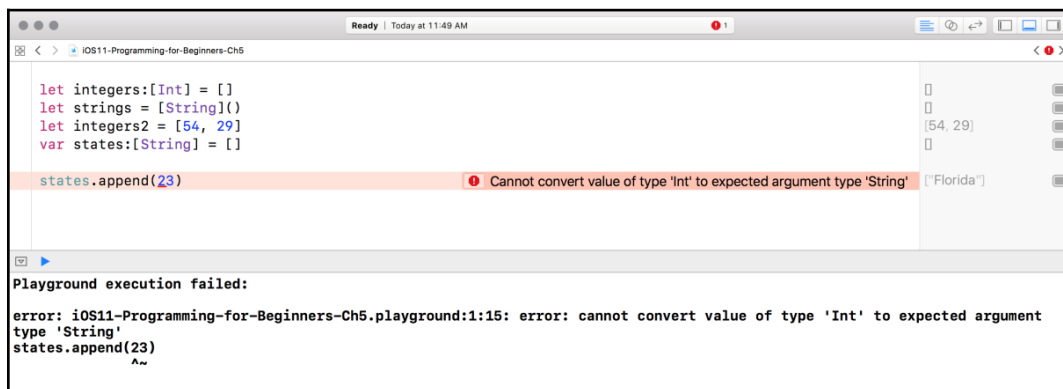 Ready | Today at 11:49 AM
1
iOS11-Programming-for-Beginners-Ch5
let integers:[Int] = []
[]
let strings = [String]()
[]
let integers2 = [54, 29]
[54, 29]
var states:[String] = []
[]
states.append(23)
Cannot convert value of type 'Int' to expected argument type 'String'
["Florida"]
Playground execution failed:
error: iOS11-Programming-for-Beginners-Ch5.playground:1:15: error: cannot convert value of type 'Int' to expected argument
type 'String'
states.append(23)
^~